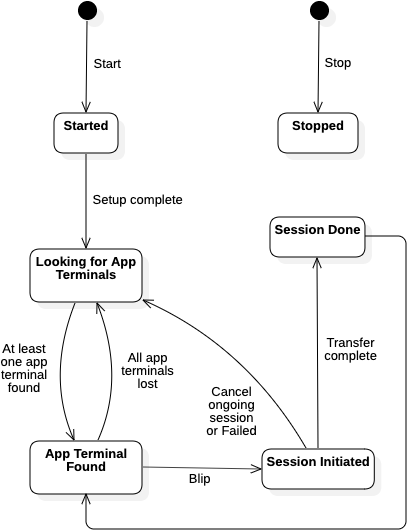 Start
Stop
Started
Stopped
Setup complete
Session Done
Looking for App
Terminals
At least
one app
terminal
found
All app
terminals
lost
Transfer
complete
Cancel
ongoing
session
or Failed
App Terminal
Found
Blip
Session Initiated